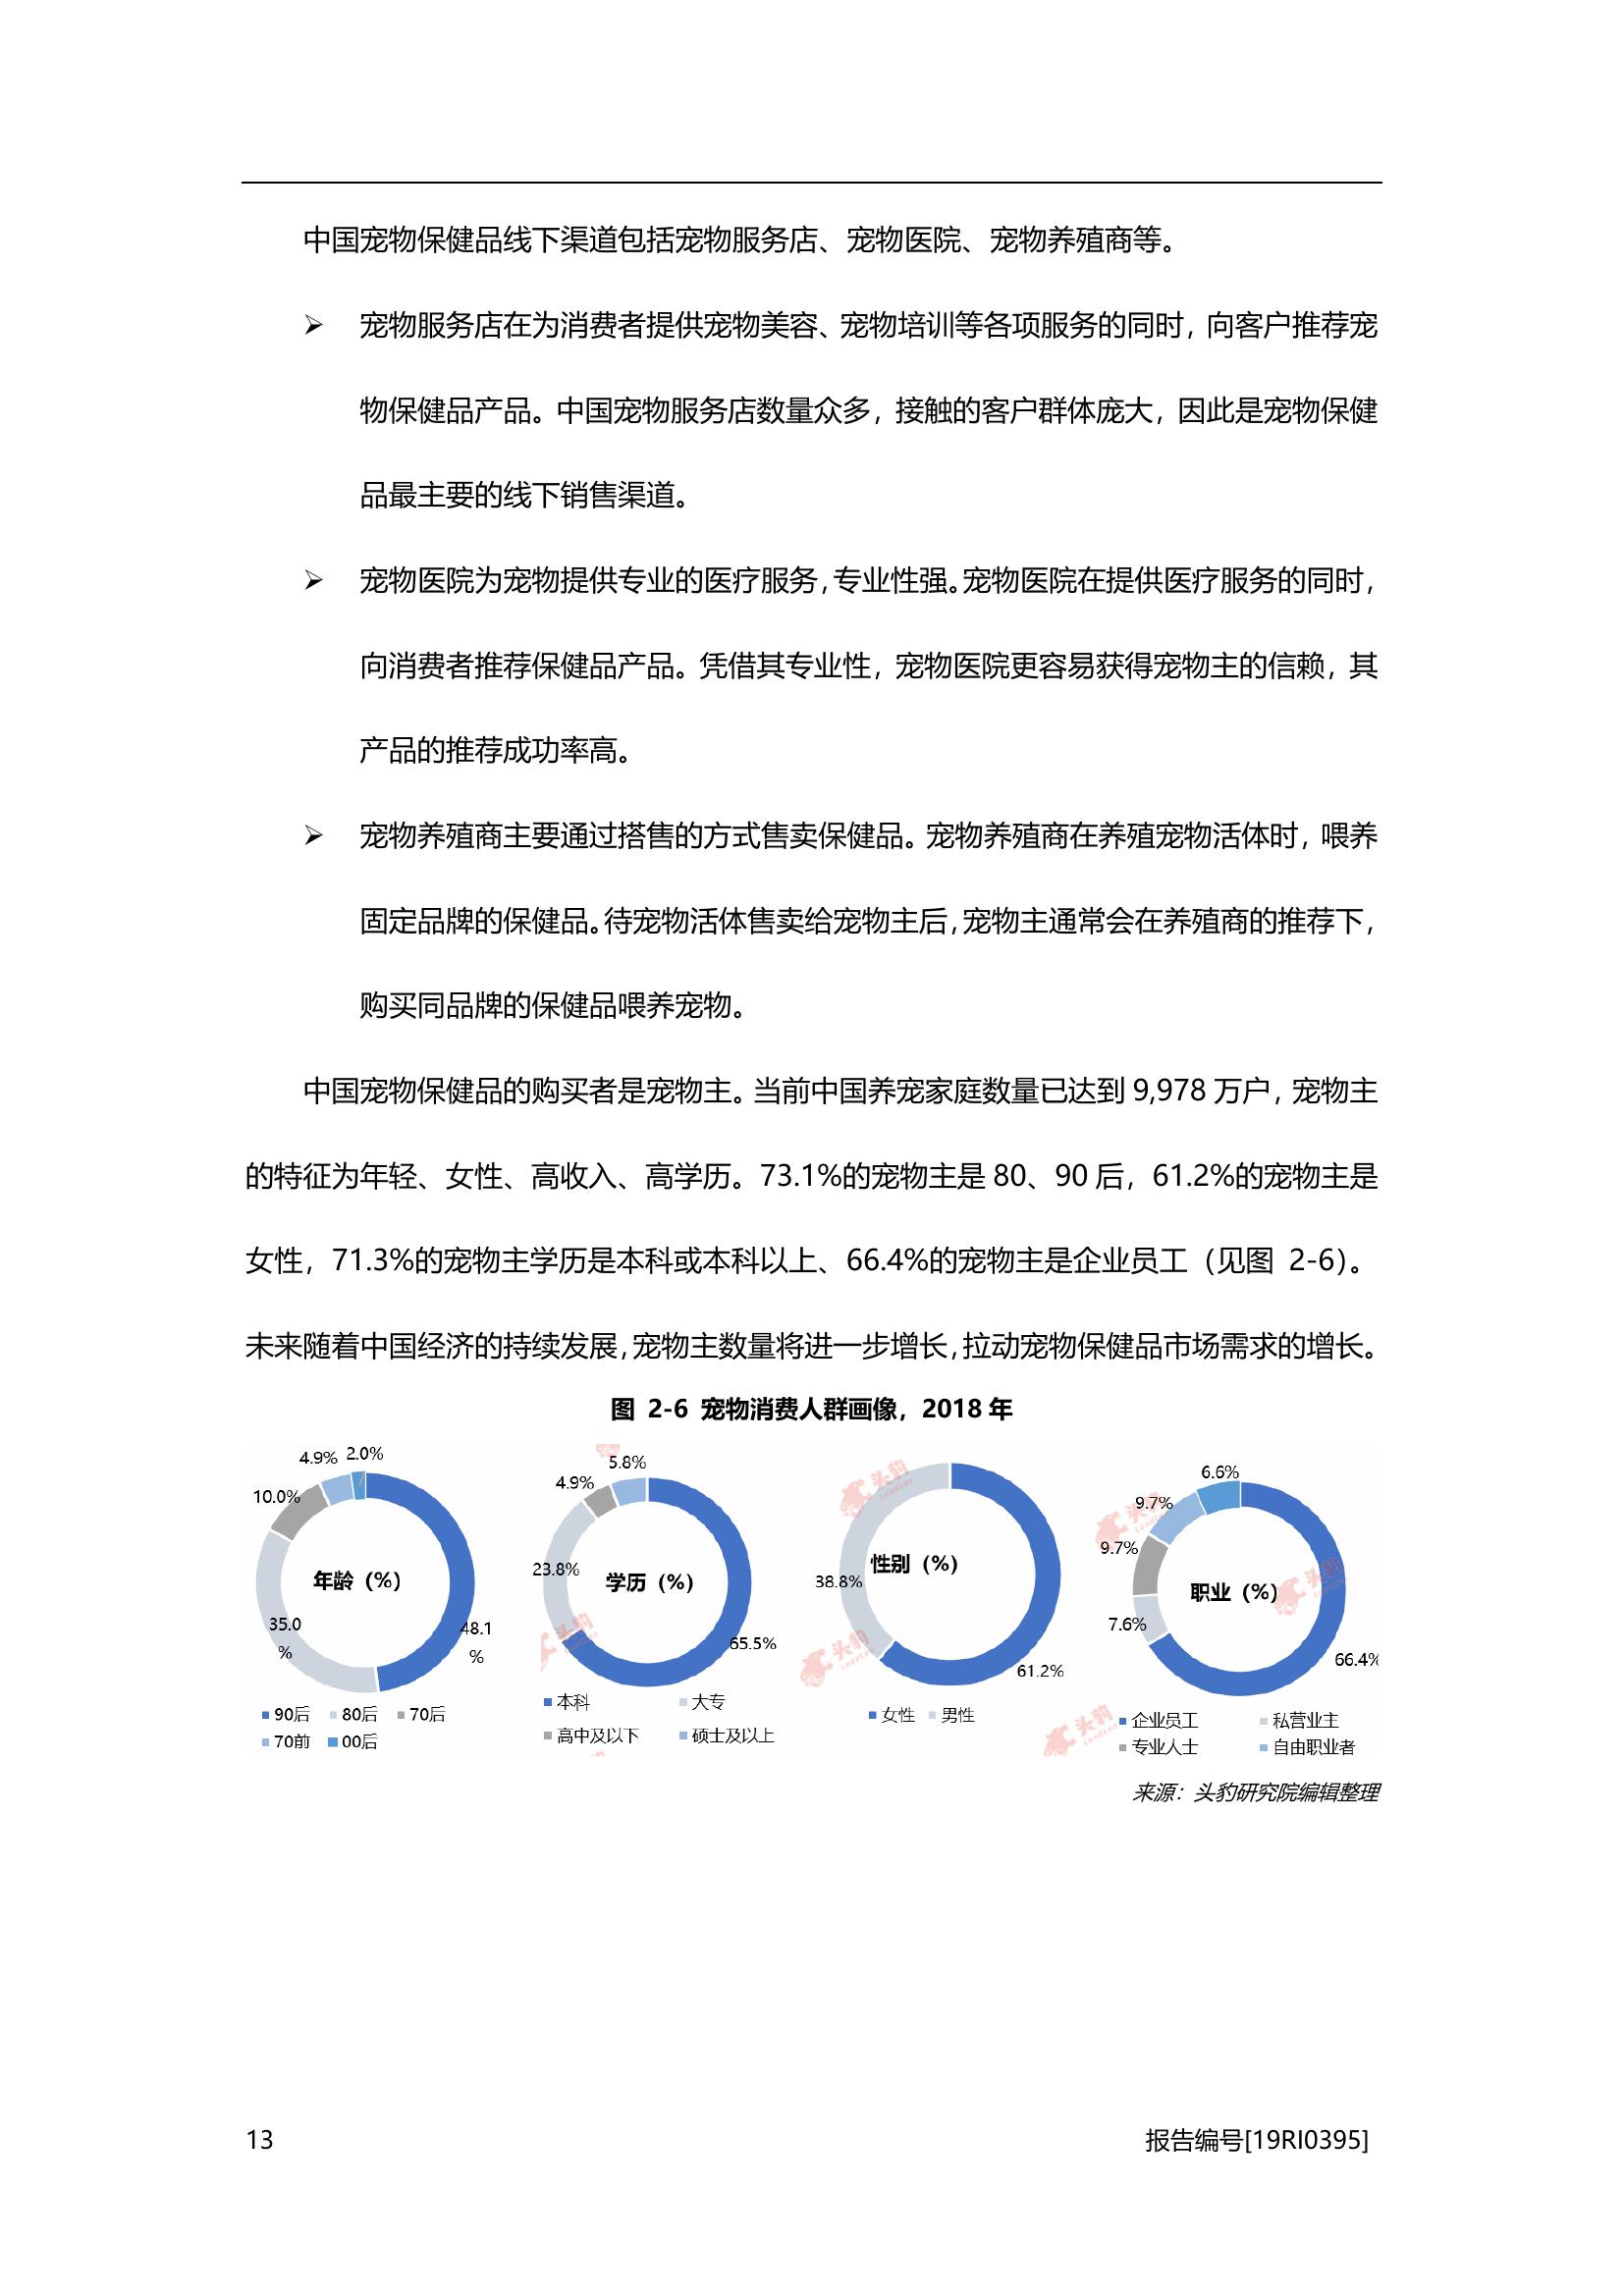 中国宠物保健品线下渠道包括宠物服务店、宠物医院、宠物养殖商等。
➢ 宠物服务店在为消费者提供宠物美容、宠物培训等各项服务的同时，向客户推荐宠
物保健品产品。中国宠物服务店数量众多，接触的客户群体庞大，因此是宠物保健
品最主要的线下销售渠道。
➢ 宠物医院为宠物提供专业的医疗服务，专业性强。宠物医院在提供医疗服务的同时，
向消费者推荐保健品产品。凭借其专业性，宠物医院更容易获得宠物主的信赖，其
产品的推荐成功率高。
➢ 宠物养殖商主要通过搭售的方式售卖保健品。宠物养殖商在养殖宠物活体时，喂养
固定品牌的保健品。待宠物活体售卖给宠物主后，宠物主通常会在养殖商的推荐下，
购买同品牌的保健品喂养宠物。
中国宠物保健品的购买者是宠物主。当前中国养宠家庭数量已达到 9,978 万户，宠物主
的特征为年轻、女性、高收入、高学历。73.1%的宠物主是 80、90 后，61.2%的宠物主是
女性，71.3%的宠物主学历是本科或本科以上、66.4%的宠物主是企业员工（见图 2-6）。
未来随着中国经济的持续发展，宠物主数量将进一步增长，拉动宠物保健品市场需求的增长。
图 2-6 宠物消费人群画像，2018 年
4.9% 2.0%
10.0%
年龄（%）
35.0
%
48.1
%
90后 80后 70后
70前 00后
5.8%
4.9%
23.8%
学历（%）
65.5%
本科 大专
高中及以下 硕士及以上
性别（%）
38.8%
61.2%
女性 男性
6.6%
9.7%
9.7%
职业（%）
7.6%
66.4%
企业员工 私营业主
专业人士 自由职业者
头豹
头豹
头豹
头豹
头豹
来源：头豹研究院编辑整理
13 报告编号[19RI0395]